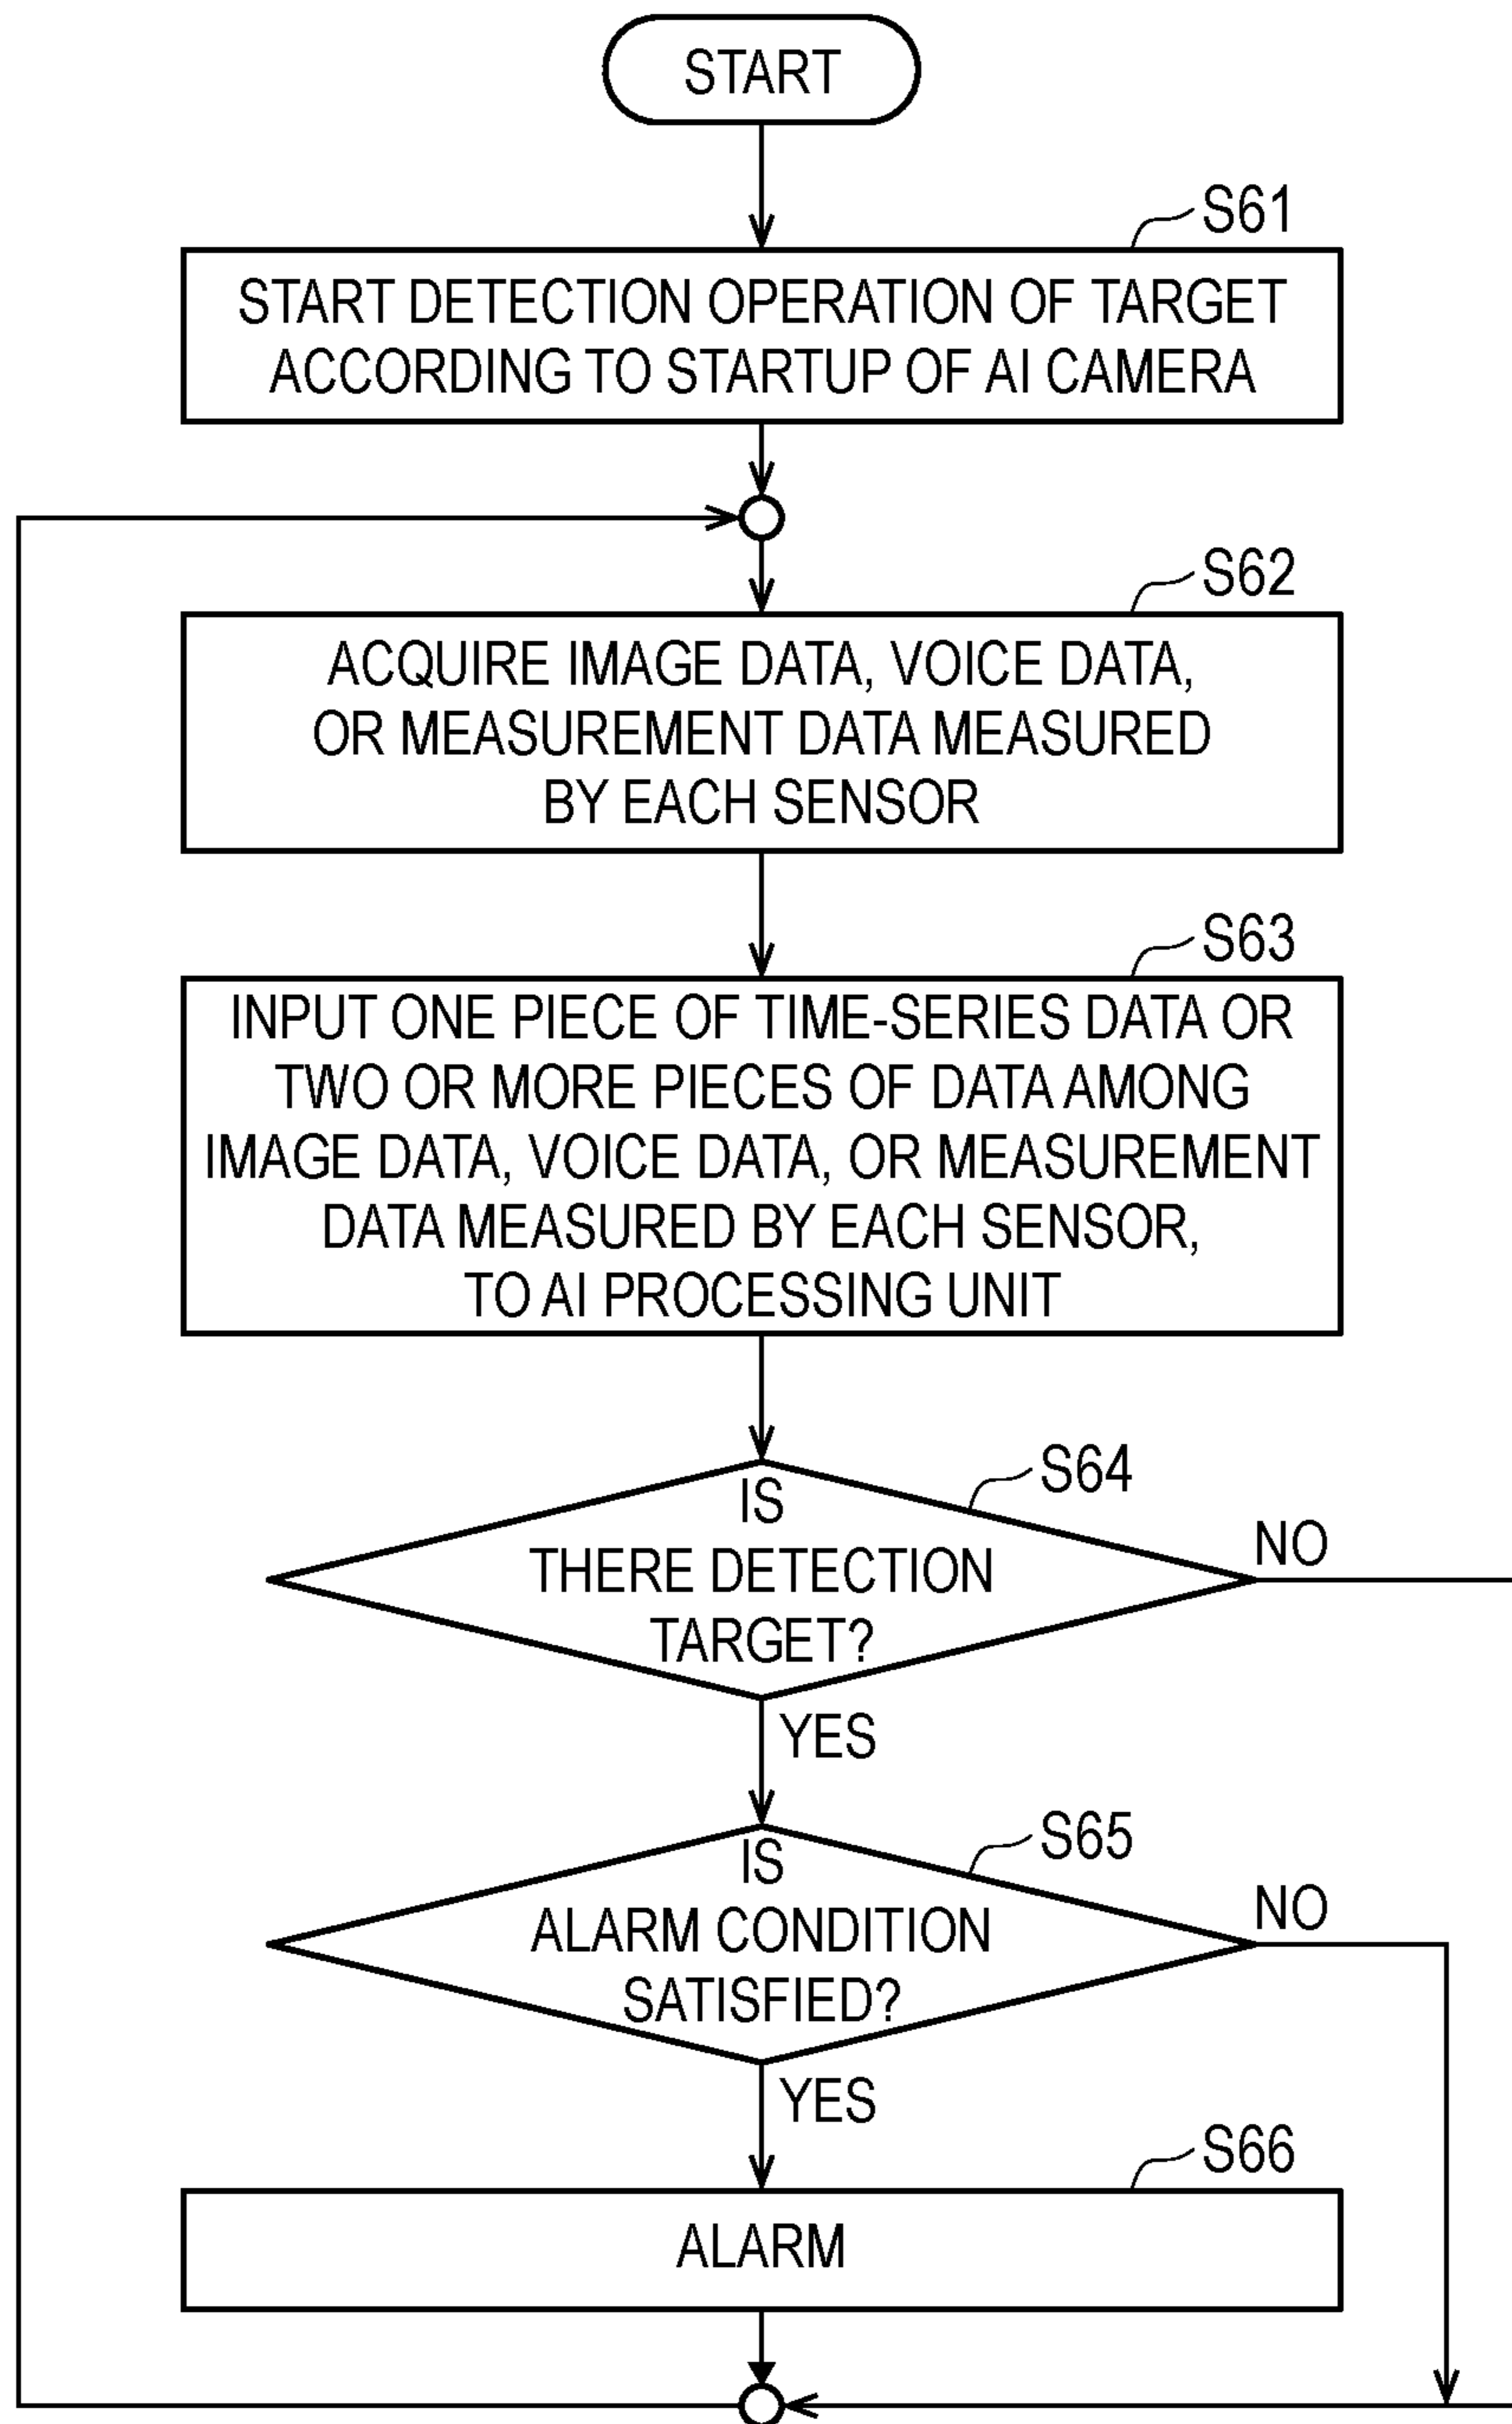 START
S61
START DETECTION OPERATION OF TARGET
ACCORDING TO STARTUP OF AI CAMERA
S62
ACQUIRE IMAGE DATA, VOICE DATA,
OR MEASUREMENT DATA MEASURED
BY EACH SENSOR
S63
INPUT ONE PIECE OF TIME-SERIES DATA OR
TWO OR MORE PIECES OF DATA AMONG
IMAGE DATA, VOICE DATA, OR MEASUREMENT
DATA MEASURED BY EACH SENSOR,
TO AI PROCESSING UNIT
S64
IS
THERE DETECTION
TARGET?
NO
YES
S65
IS
ALARM CONDITION
SATISFIED?
NO
YES
S66
ALARM